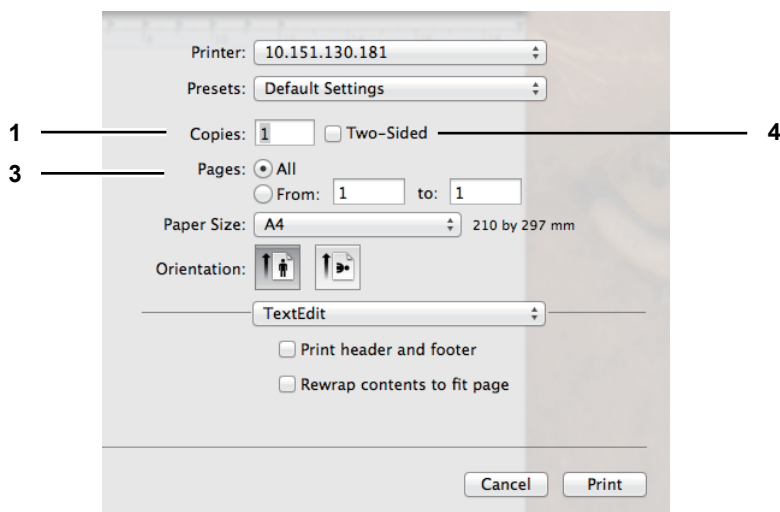 Printer: 10.151.130.181
Presets: Default Settings
1 Copies: 1 Two-Sided 4
3 Pages: All
From: 1 to: 1
Paper Size: A4 210 by 297 mm
Orientation:
TextEdit
Print header and footer
Rewrap contents to fit page
Cancel Print